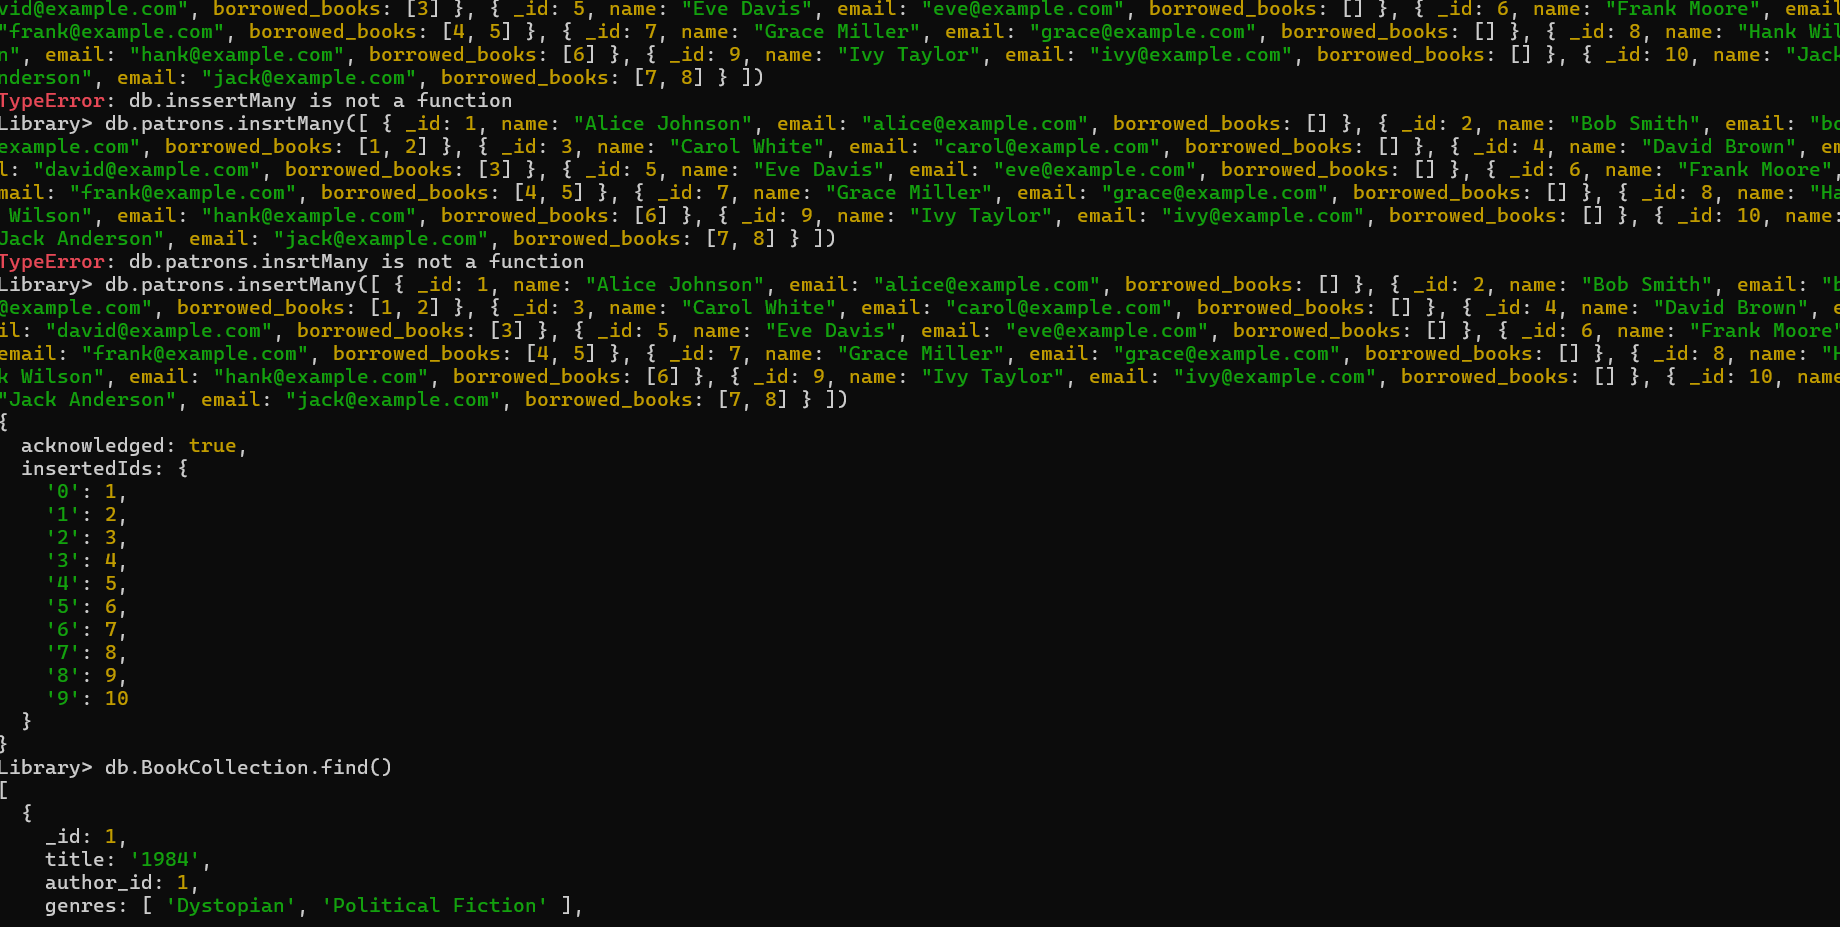 vid@example.com", borrowed_books: [3] }, { _id: 5, name: "Eve Davis", email: "eve@example.com", borrowed_books: [] }, { _id: 6, name: "Frank Moore", email
"frank@example.com", borrowed_books: [4, 5] }, { _id: 7, name: "Grace Miller", email: "grace@example.com", borrowed_books: [] }, { _id: 8, name: "Hank Wil
n", email: "hank@example.com", borrowed_books: [6] }, { _id: 9, name: "Ivy Taylor", email: "ivy@example.com", borrowed_books: [] }, { _id: 10, name: "Jack
nderson", email: "jack@example.com", borrowed_books: [7, 8] } ])
TypeError: db.inssertMany is not a function
Library> db.patrons.insrtMany([ { _id: 1, name: "Alice Johnson", email: "alice@example.com", borrowed_books: [] }, { _id: 2, name: "Bob Smith", email: "bo
example.com", borrowed_books: [1, 2] }, { _id: 3, name: "Carol White", email: "carol@example.com", borrowed_books: [] }, { _id: 4, name: "David Brown", em
l: "david@example.com", borrowed_books: [3] }, { _id: 5, name: "Eve Davis", email: "eve@example.com", borrowed_books: [] }, { _id: 6, name: "Frank Moore",
mail: "frank@example.com", borrowed_books: [4, 5] }, { _id: 7, name: "Grace Miller", email: "grace@example.com", borrowed_books: [] }, { _id: 8, name: "Ha
 Wilson", email: "hank@example.com", borrowed_books: [6] }, { _id: 9, name: "Ivy Taylor", email: "ivy@example.com", borrowed_books: [] }, { _id: 10, name:
Jack Anderson", email: "jack@example.com", borrowed_books: [7, 8] } ])
TypeError: db.patrons.insrtMany is not a function
Library> db.patrons.insertMany([ { _id: 1, name: "Alice Johnson", email: "alice@example.com", borrowed_books: [] }, { _id: 2, name: "Bob Smith", email: "b
@example.com", borrowed_books: [1, 2] }, { _id: 3, name: "Carol White", email: "carol@example.com", borrowed_books: [] }, { _id: 4, name: "David Brown", e
il: "david@example.com", borrowed_books: [3] }, { _id: 5, name: "Eve Davis", email: "eve@example.com", borrowed_books: [] }, { _id: 6, name: "Frank Moore"
email: "frank@example.com", borrowed_books: [4, 5] }, { _id: 7, name: "Grace Miller", email: "grace@example.com", borrowed_books: [] }, { _id: 8, name: "H
k Wilson", email: "hank@example.com", borrowed_books: [6] }, { _id: 9, name: "Ivy Taylor", email: "ivy@example.com", borrowed_books: [] }, { _id: 10, name
"Jack Anderson", email: "jack@example.com", borrowed_books: [7, 8] } ])
{
  acknowledged: true,
  insertedIds: {
    '0': 1,
    '1': 2,
    '2': 3,
    '3': 4,
    '4': 5,
    '5': 6,
    '6': 7,
    '7': 8,
    '8': 9,
    '9': 10
  }
}
Library> db.BookCollection.find()
[
  {
    _id: 1,
    title: '1984',
    author_id: 1,
    genres: [ 'Dystopian', 'Political Fiction' ],